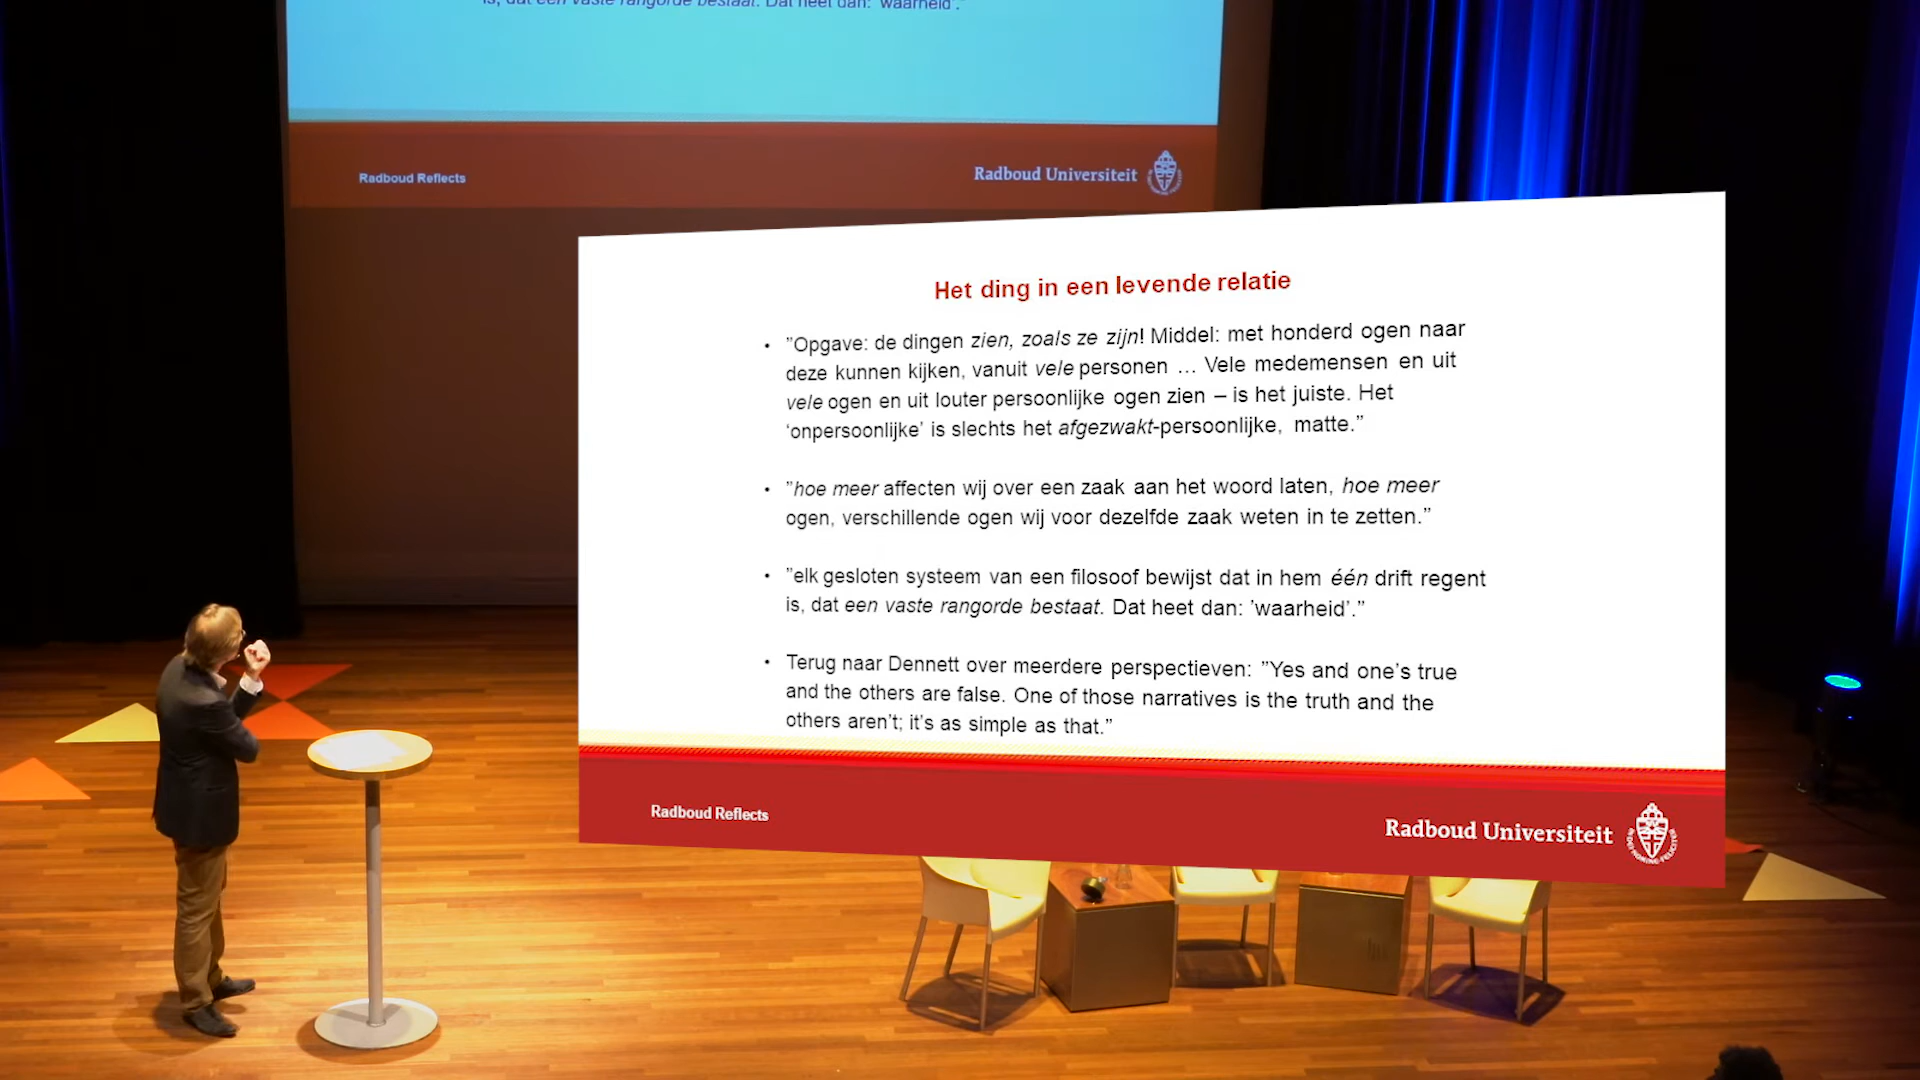 is, dat een vaste rangorde bestaat. Dat heet dan: 'waarheid'."
Radboud Reflects
Radboud Universiteit
Het ding in een levende relatie
• ”Opgave: de dingen zien, zoals ze zijn! Middel: met honderd ogen naar
deze kunnen kijken, vanuit vele personen … Vele medemensen en uit
vele ogen en uit louter persoonlijke ogen zien – is het juiste. Het
‘onpersoonlijke’ is slechts het afgezwakt-persoonlijke, matte.”
• ”hoe meer affecten wij over een zaak aan het woord laten, hoe meer
ogen, verschillende ogen wij voor dezelfde zaak weten in te zetten.”
• ”elk gesloten systeem van een filosoof bewijst dat in hem één drift regent
is, dat een vaste rangorde bestaat. Dat heet dan: ’waarheid’.”
• Terug naar Dennett over meerdere perspectieven: ”Yes and one’s true
and the others are false. One of those narratives is the truth and the
others aren’t; it’s as simple as that.”
Radboud Reflects
Radboud Universiteit